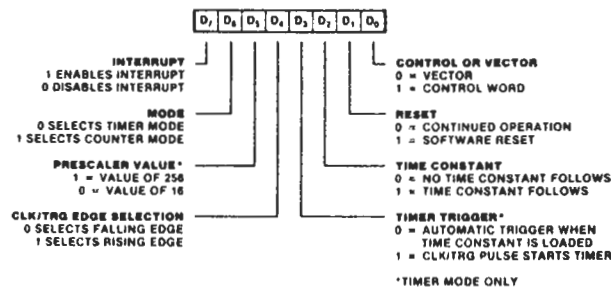 D7 D6 D5 D4 D3 D2 D1 D0
INTERRUPT
1 ENABLES INTERRUPT
0 DISABLES INTERRUPT
MODE
0 SELECTS TIMER MODE
1 SELECTS COUNTER MODE
PRESCALER VALUE*
1 = VALUE OF 256
0 = VALUE OF 16
CLK/TRG EDGE SELECTION
0 SELECTS FALLING EDGE
1 SELECTS RISING EDGE
CONTROL OR VECTOR
0 = VECTOR
1 = CONTROL WORD
RESET
0 = CONTINUED OPERATION
1 = SOFTWARE RESET
TIME CONSTANT
0 = NO TIME CONSTANT FOLLOWS
1 = TIME CONSTANT FOLLOWS
TIMER TRIGGER*
0 = AUTOMATIC TRIGGER WHEN
TIME CONSTANT IS LOADED
1 = CLK/TRG PULSE STARTS TIMER
*TIMER MODE ONLY